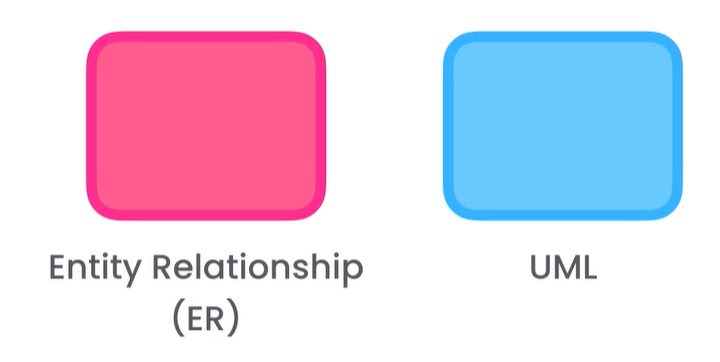 Entity Relationship
(ER)
UML